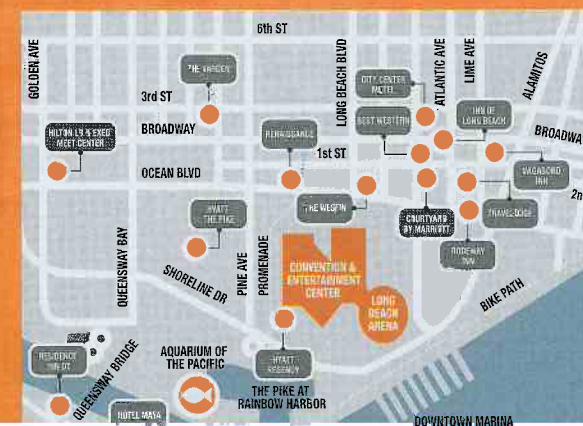 6th ST
GOLDEN AVE
LONG BEACH BLVD
ATLANTIC AVE
LIME AVE
ALAMITOS
THE VARDEN
CITY CENTER
MOTEL
3rd ST
BROADWAY
BEST WESTERN
INN OF
LONG BEACH
BROADWA
HILTON LB & EXEC
MEET CENTER
RENAISSANCE
1st ST
OCEAN BLVD
VAGABOND
INN
2n
HYATT
THE PIKE
THE WESTIN
COURTYARD
BY MARRIOTT
TRAVELODGE
RODEWAY
INN
QUEENSWAY BAY
SHORELINE DR
PINE AVE
PROMENADE
CONVENTION &
ENTERTAINMENT
CENTER
LONG
BEACH
ARENA
BIKE PATH
RESIDENCE
INN DT
QUEENSWAY BRIDGE
AQUARIUM OF
THE PACIFIC
HYATT
REGENCY
THE PIKE AT
RAINBOW HARBOR
HOTEL MAYA
DOWNTOWN MARINA